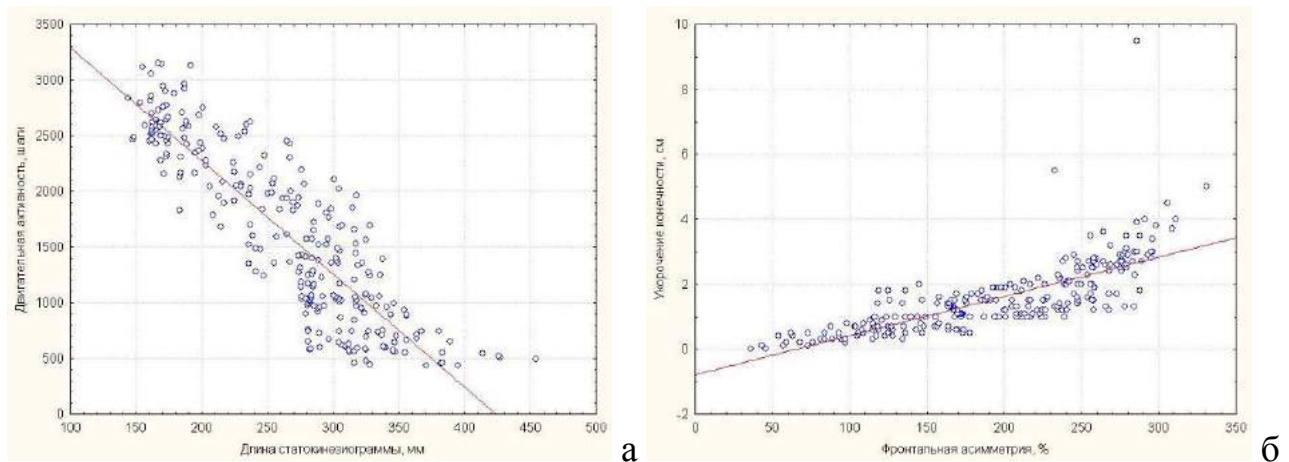 3500
3000
2500
2000
1500
1000
500
0
Двигательная активность, шаги
100 150 200 250 300 350 400 450 500
Длина статокинезиограммы, мм
а
10
8
6
4
2
0
-2
Укорочение конечности, см
0 50 100 150 200 250 300 350
Фронтальная асимметрия, %
б